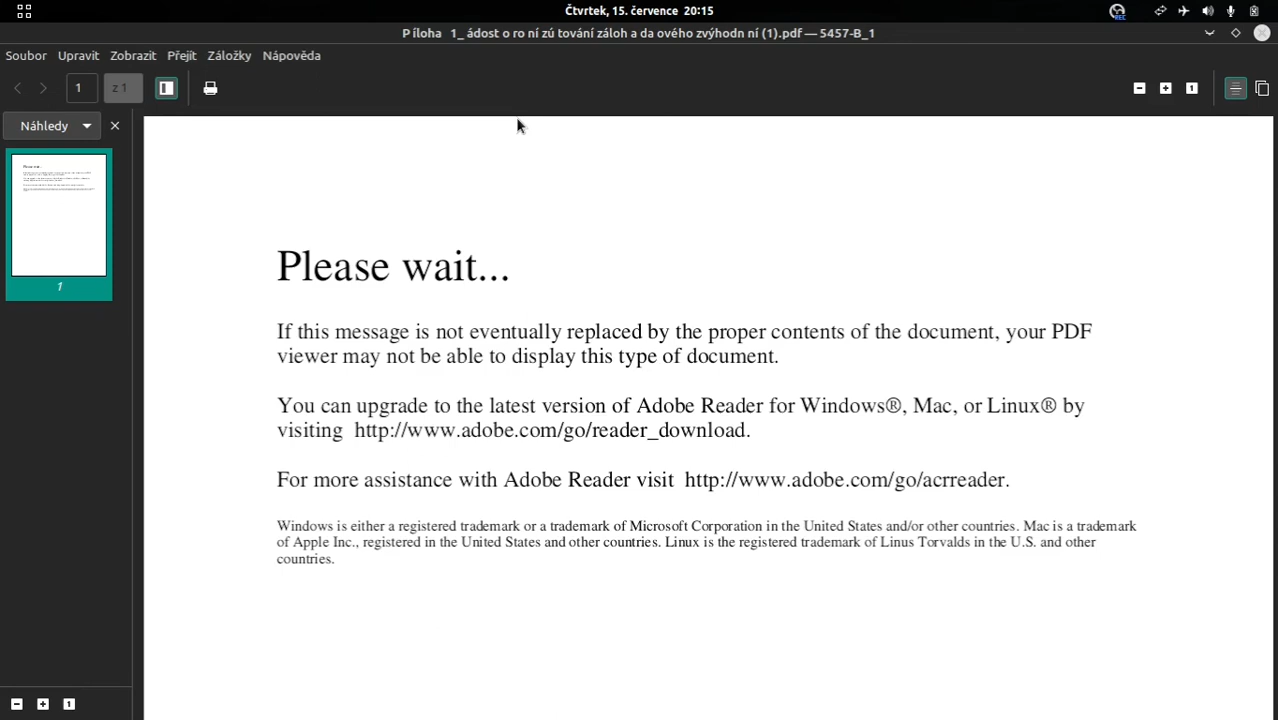 Čtvrtek, 15. července 20:15
P íloha 1_ ádost o ro ní zú tování záloh a da ového zvýhodn ní (1).pdf — 5457-B_1
Soubor Upravit Zobrazit Přejít Záložky Nápověda
1 z 1
1
Náhledy
1
Please wait...
If this message is not eventually replaced by the proper contents of the document, your PDF
viewer may not be able to display this type of document.
You can upgrade to the latest version of Adobe Reader for Windows®, Mac, or Linux® by
visiting http://www.adobe.com/go/reader_download.
For more assistance with Adobe Reader visit http://www.adobe.com/go/acrreader.
Windows is either a registered trademark or a trademark of Microsoft Corporation in the United States and/or other countries. Mac is a trademark
of Apple Inc., registered in the United States and other countries. Linux is the registered trademark of Linus Torvalds in the U.S. and other
countries.
1